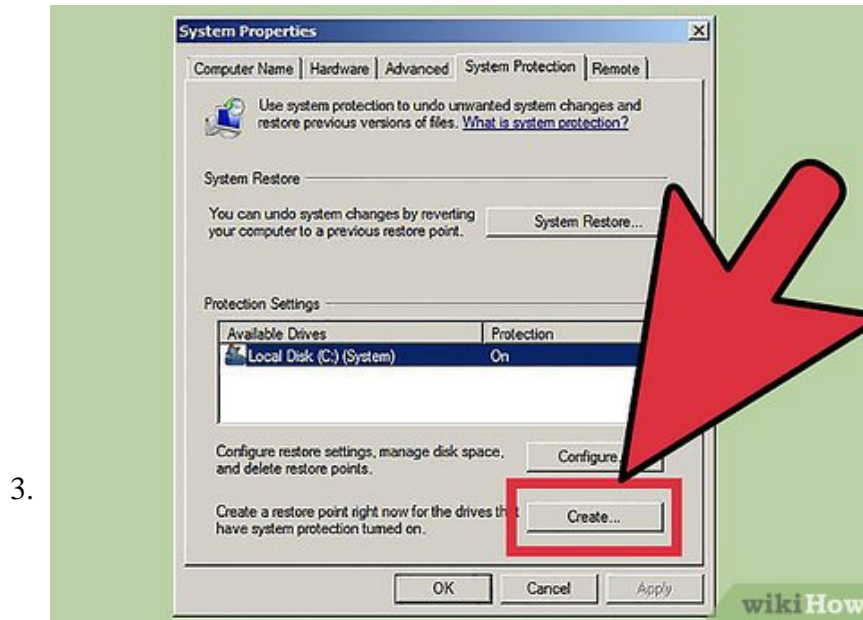 System Properties
Computer Name Hardware Advanced System Protection Remote
Use system protection to undo unwanted system changes and
restore previous versions of files. What is system protection?
System Restore
You can undo system changes by reverting
your computer to a previous restore point.
System Restore...
Protection Settings
Available Drives Protection
Local Disk (C:) (System) On
Configure restore settings, manage disk space,
and delete restore points.
Configure
3.
Create a restore point right now for the drives
have system protection turned on.
Create...
OK Cancel Apply
wikiHow